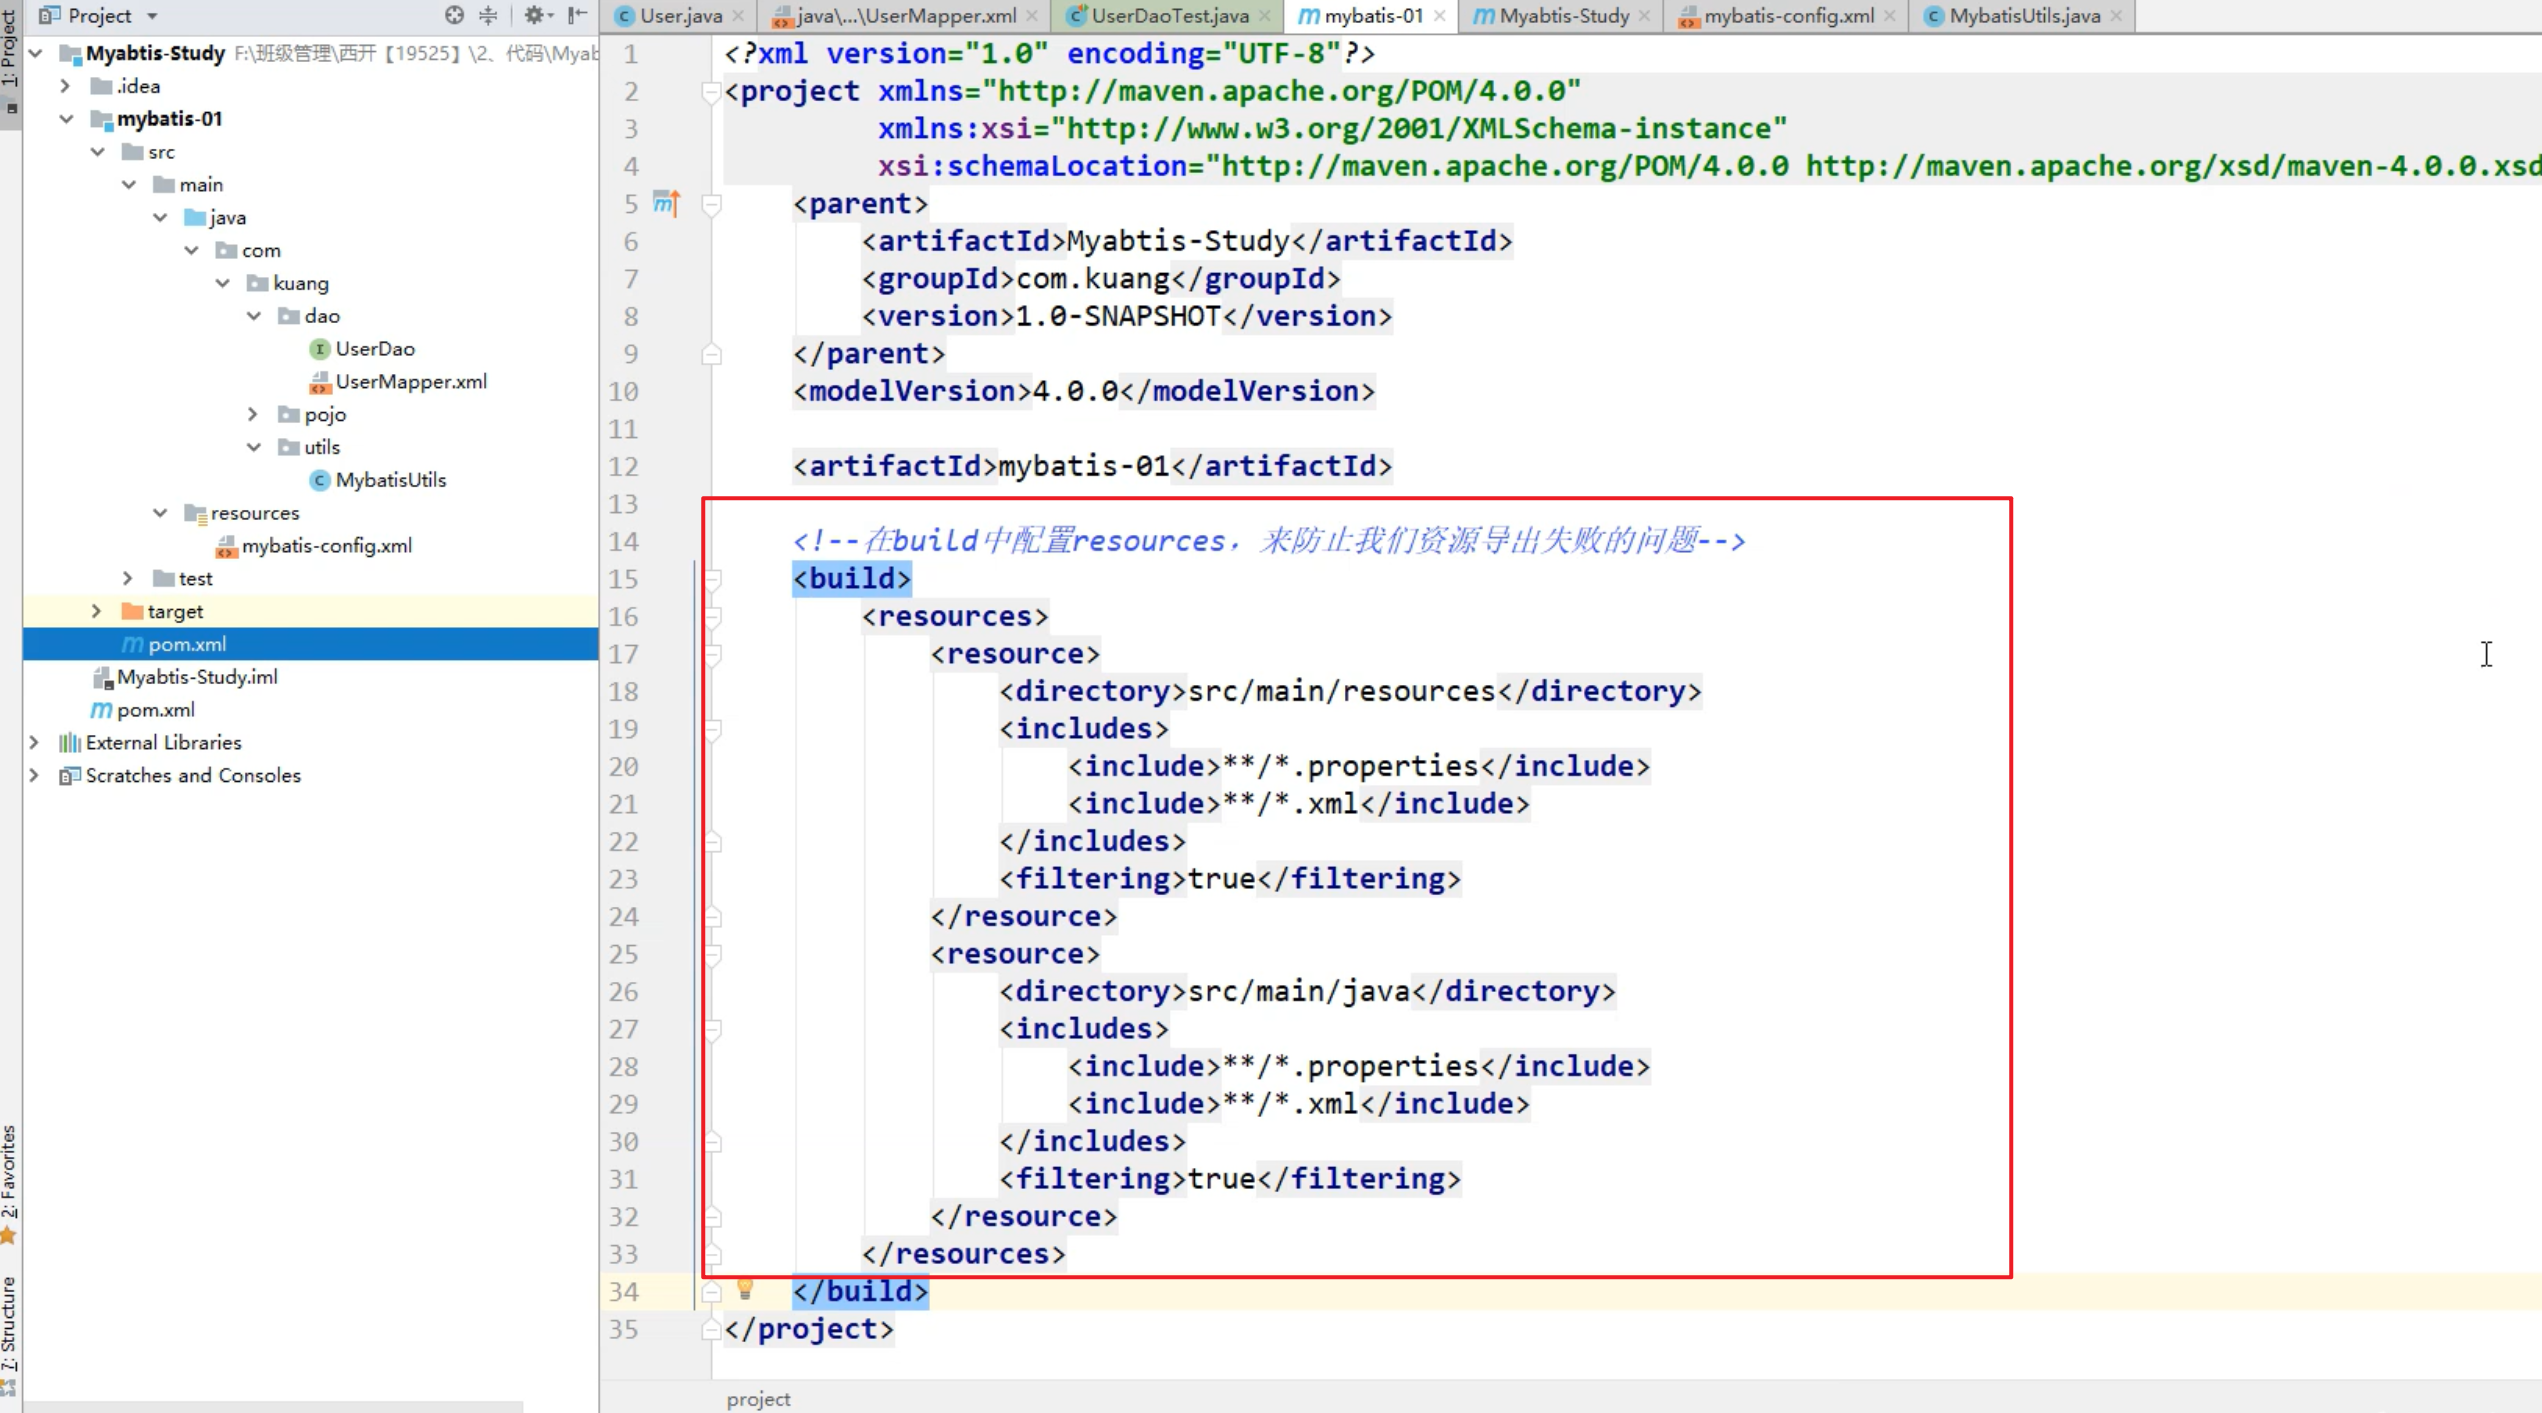 Project
User.java
java\...\UserMapper.xml
UserDaoTest.java
mybatis-01
Myabtis-Study
mybatis-config.xml
MybatisUtils.java
1: Project
2: Favorites
7: Structure
Myabtis-Study F:\班级管理\西开【19525】\2、代码\Myab
.idea
mybatis-01
src
main
java
com
kuang
dao
UserDao
UserMapper.xml
pojo
utils
MybatisUtils
resources
mybatis-config.xml
test
target
pom.xml
Myabtis-Study.iml
pom.xml
External Libraries
Scratches and Consoles
1 <?xml version="1.0" encoding="UTF-8"?>
2 <project xmlns="http://maven.apache.org/POM/4.0.0"
3 xmlns:xsi="http://www.w3.org/2001/XMLSchema-instance"
4 xsi:schemaLocation="http://maven.apache.org/POM/4.0.0 http://maven.apache.org/xsd/maven-4.0.0.xsd
5 <parent>
6 <artifactId>Myabtis-Study</artifactId>
7 <groupId>com.kuang</groupId>
8 <version>1.0-SNAPSHOT</version>
9 </parent>
10 <modelVersion>4.0.0</modelVersion>
11
12 <artifactId>mybatis-01</artifactId>
13
14 <!--在build中配置resources，来防止我们资源导出失败的问题-->
15 <build>
16 <resources>
17 <resource>
18 <directory>src/main/resources</directory>
19 <includes>
20 <include>**/*.properties</include>
21 <include>**/*.xml</include>
22 </includes>
23 <filtering>true</filtering>
24 </resource>
25 <resource>
26 <directory>src/main/java</directory>
27 <includes>
28 <include>**/*.properties</include>
29 <include>**/*.xml</include>
30 </includes>
31 <filtering>true</filtering>
32 </resource>
33 </resources>
34 </build>
35 </project>
project